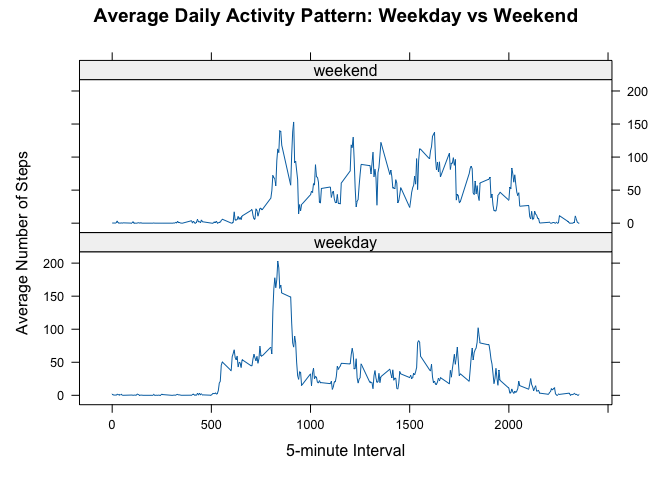 Average Daily Activity Pattern: Weekday vs Weekend
weekend
200
150
100
50
0
weekday
200
150
100
50
0
0 500 1000 1500 2000
5-minute Interval
Average Number of Steps